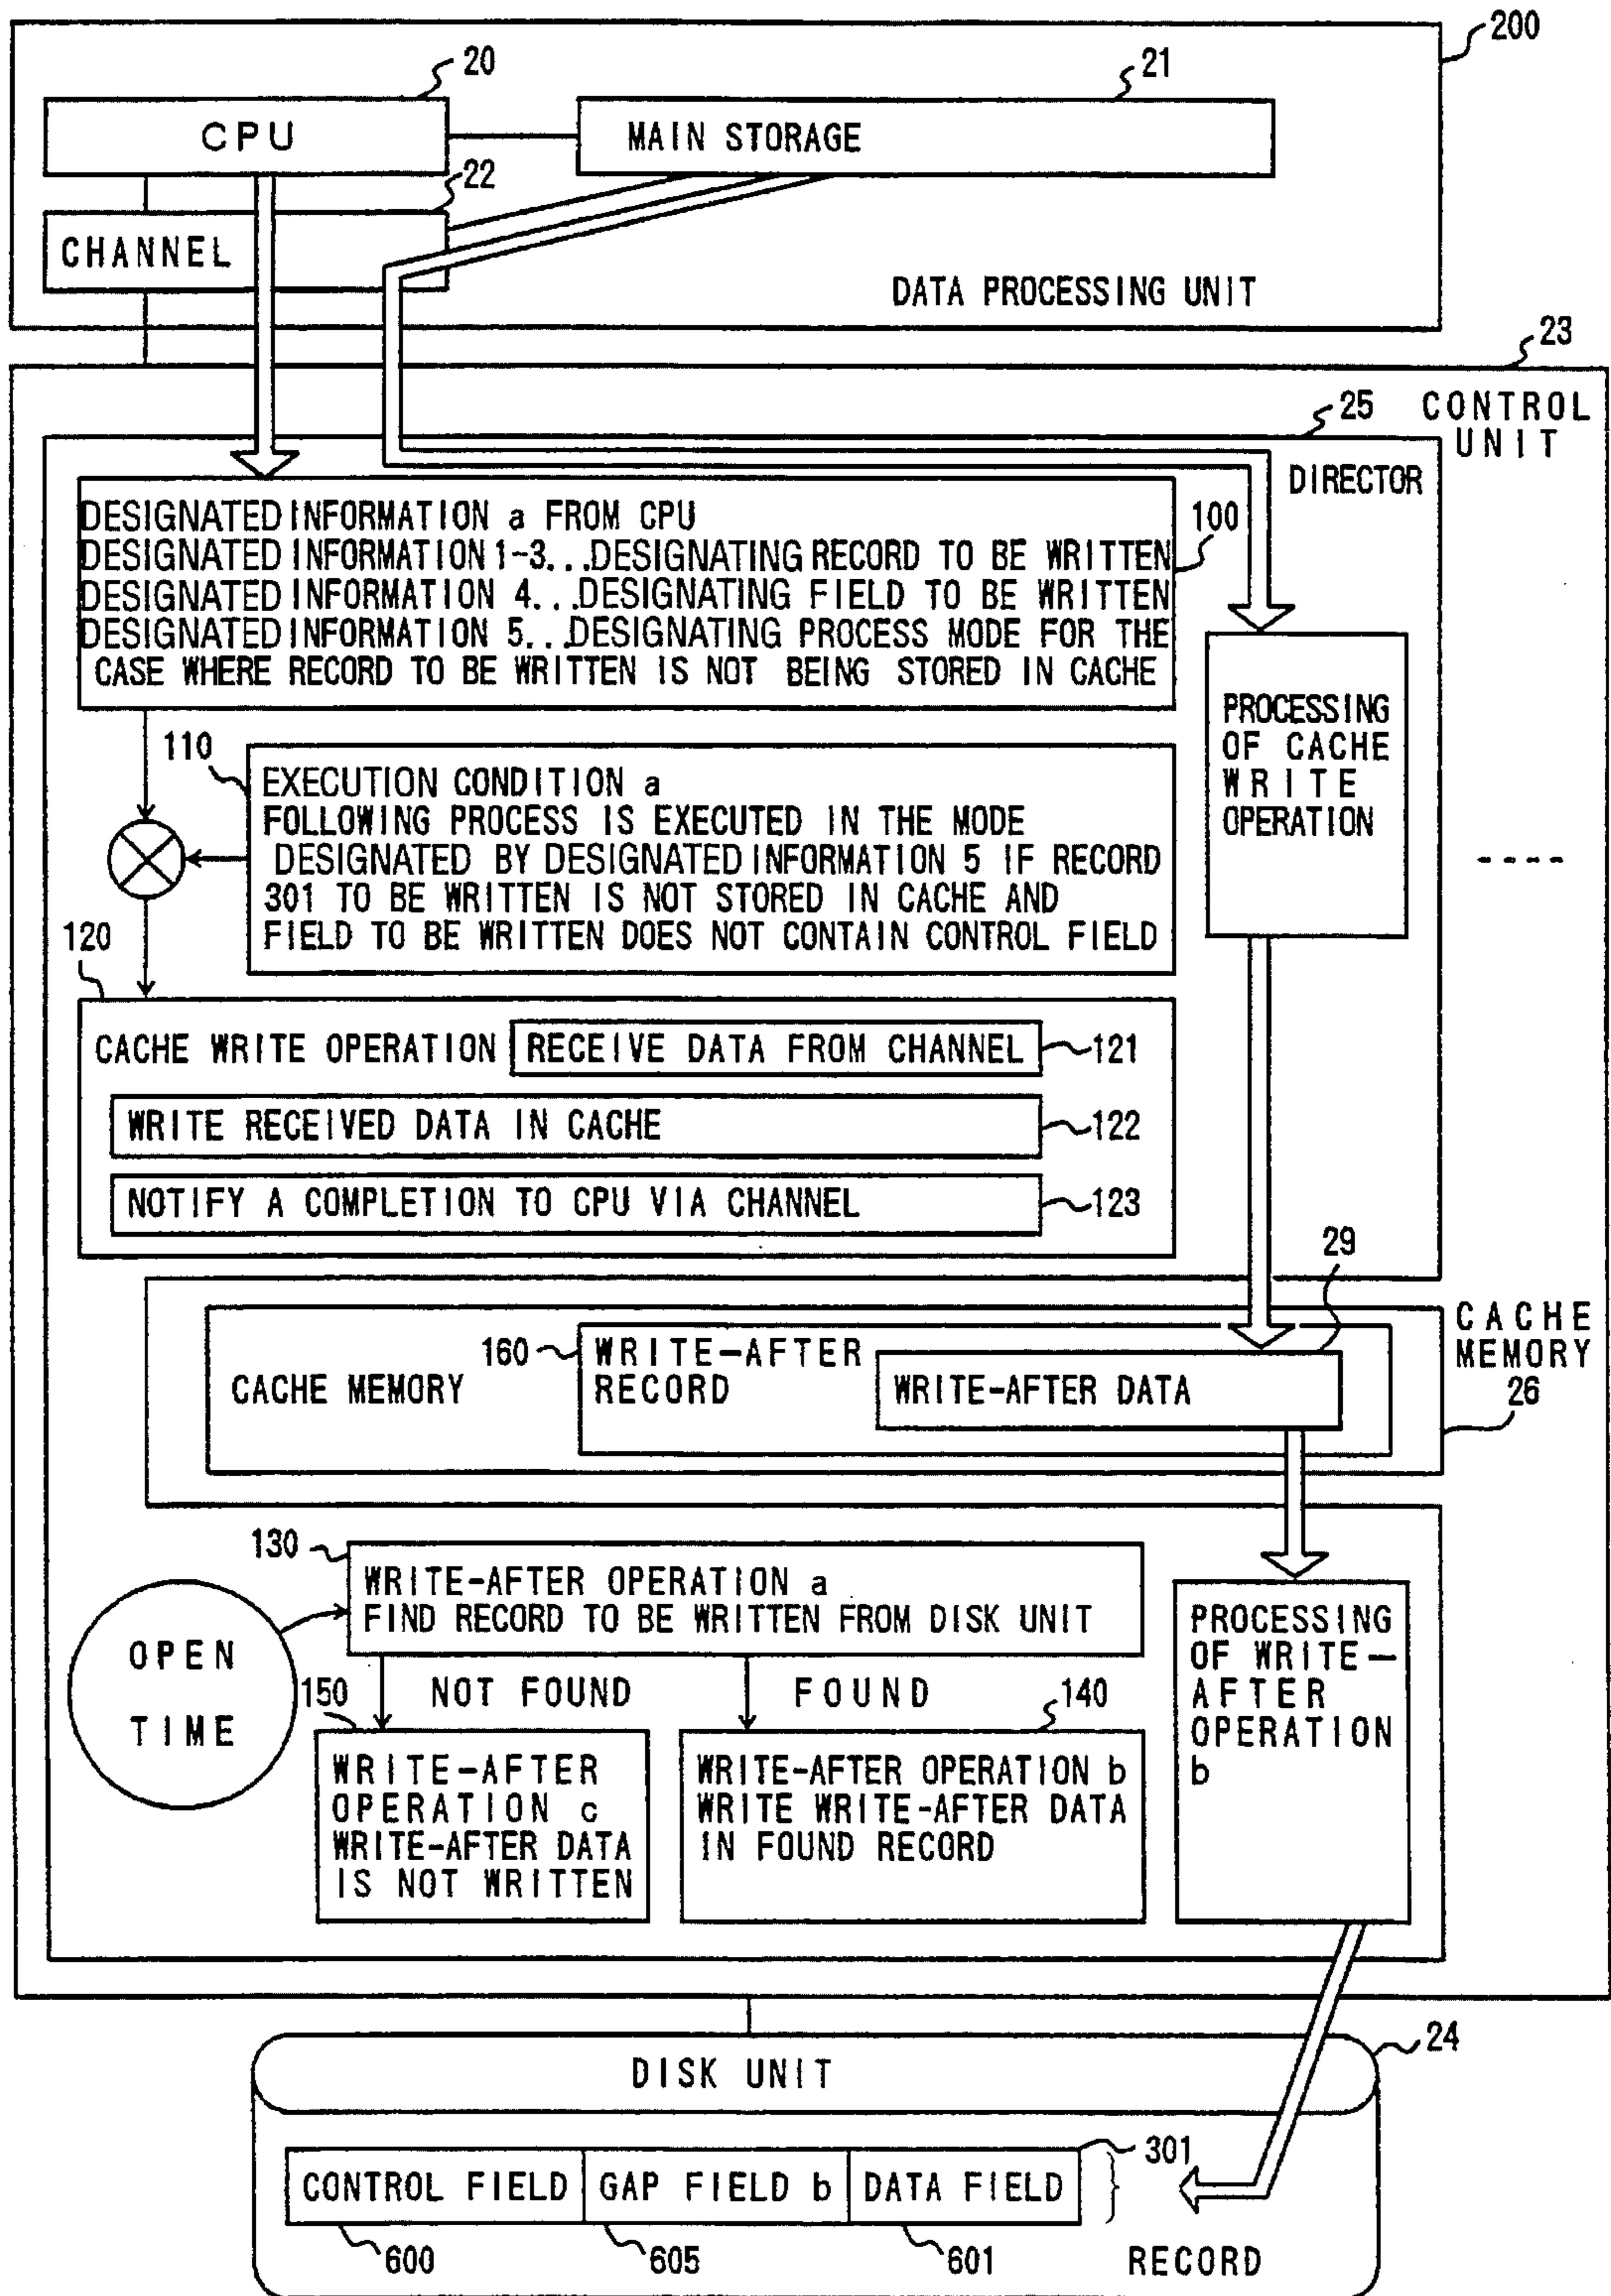 200
20
21
CPU
MAIN STORAGE
22
CHANNEL
DATA PROCESSING UNIT
23
25
CONTROL
UNIT
DIRECTOR
DESIGNATED INFORMATION a FROM CPU
DESIGNATED INFORMATION 1-3...DESIGNATING RECORD TO BE WRITTEN
DESIGNATED INFORMATION 4...DESIGNATING FIELD TO BE WRITTEN
DESIGNATED INFORMATION 5...DESIGNATING PROCESS MODE FOR THE
CASE WHERE RECORD TO BE WRITTEN IS NOT BEING STORED IN CACHE
100
PROCESSING
OF CACHE
WRITE
OPERATION
110
EXECUTION CONDITION a
FOLLOWING PROCESS IS EXECUTED IN THE MODE
DESIGNATED BY DESIGNATED INFORMATION 5 IF RECORD
301 TO BE WRITTEN IS NOT STORED IN CACHE AND
FIELD TO BE WRITTEN DOES NOT CONTAIN CONTROL FIELD
----
120
CACHE WRITE OPERATION
RECEIVE DATA FROM CHANNEL
121
WRITE RECEIVED DATA IN CACHE
122
NOTIFY A COMPLETION TO CPU VIA CHANNEL
123
29
CACHE
MEMORY
26
CACHE MEMORY
160
WRITE-AFTER
RECORD
WRITE-AFTER DATA
130
WRITE-AFTER OPERATION a
FIND RECORD TO BE WRITTEN FROM DISK UNIT
OPEN
TIME
PROCESSING
OF WRITE-
AFTER
OPERATION
b
150
NOT FOUND
FOUND
140
WRITE-AFTER
OPERATION c
WRITE-AFTER DATA
IS NOT WRITTEN
WRITE-AFTER OPERATION b
WRITE WRITE-AFTER DATA
IN FOUND RECORD
24
DISK UNIT
301
CONTROL FIELD
GAP FIELD b
DATA FIELD
600
605
601
RECORD